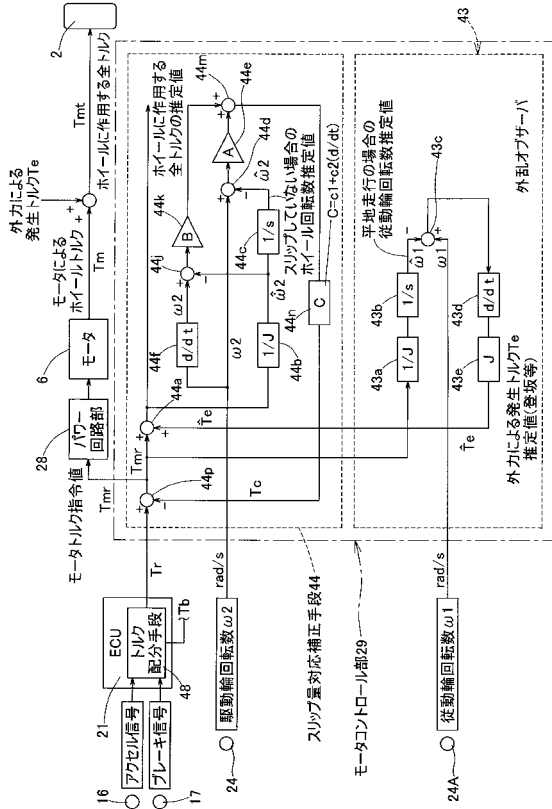 2
ホイールに作用する全トルク
Tmt
外力による
発生トルクTe
+
+
Tm
モータによる
ホイールトルク
6
モータ
28
パワー
回路部
モータトルク指令値
Tmr
16
アクセル信号
17
ブレーキ信号
21
ECU
トルク
配分手段
48
Tb
Tr
+
-
44p
Tmr
+
+
44a
T̂e
44f
d/dt
ω2
+
-
44j
B
44k
ホイールに作用する
全トルクの推定値
+
+
44m
A
44e
+
-
44d
ω̂2
1/J
44b
ω̂2
1/s
44c
スリップしていない場合の
ホイール回転数推定値
ω2
C
44n
C=c1+c2(d/dt)
Tc
24
駆動輪回転数ω2
rad/s
スリップ量対応補正手段44
モータコントロール部29
24A
従動輪回転数ω1
rad/s
43
43a
1/J
43b
1/s
ω̂1
-
+
43c
ω1
平地走行の場合の
従動輪回転数推定値
43d
d/dt
43e
J
T̂e
外力による発生トルクTe
推定値(登坂等)
外乱オブザーバ